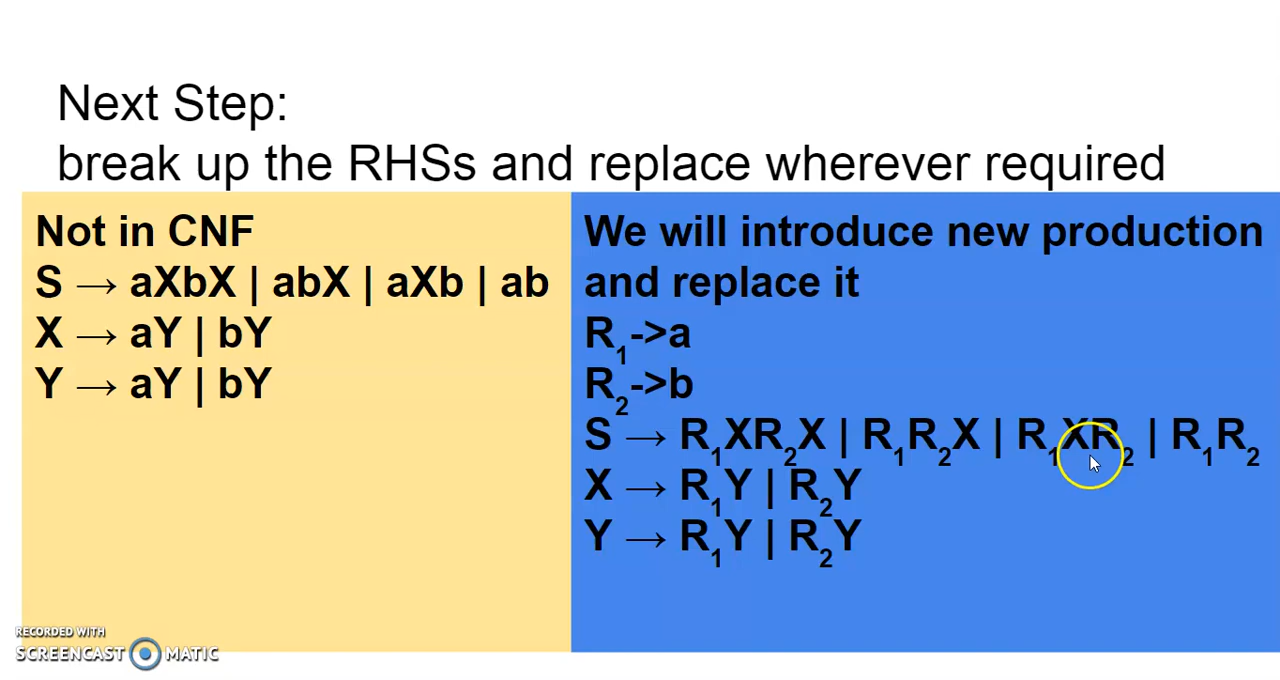 Next Step:
break up the RHSs and replace wherever required
Not in CNF
S → aXbX | abX | aXb | ab
X → aY | bY
Y → aY | bY
We will introduce new production
and replace it
R₁->a
R₂->b
S → R₁XR₂X | R₁R₂X | R₁XR₂ | R₁R₂
X → R₁Y | R₂Y
Y → R₁Y | R₂Y
RECORDED WITH
SCREENCAST MATIC